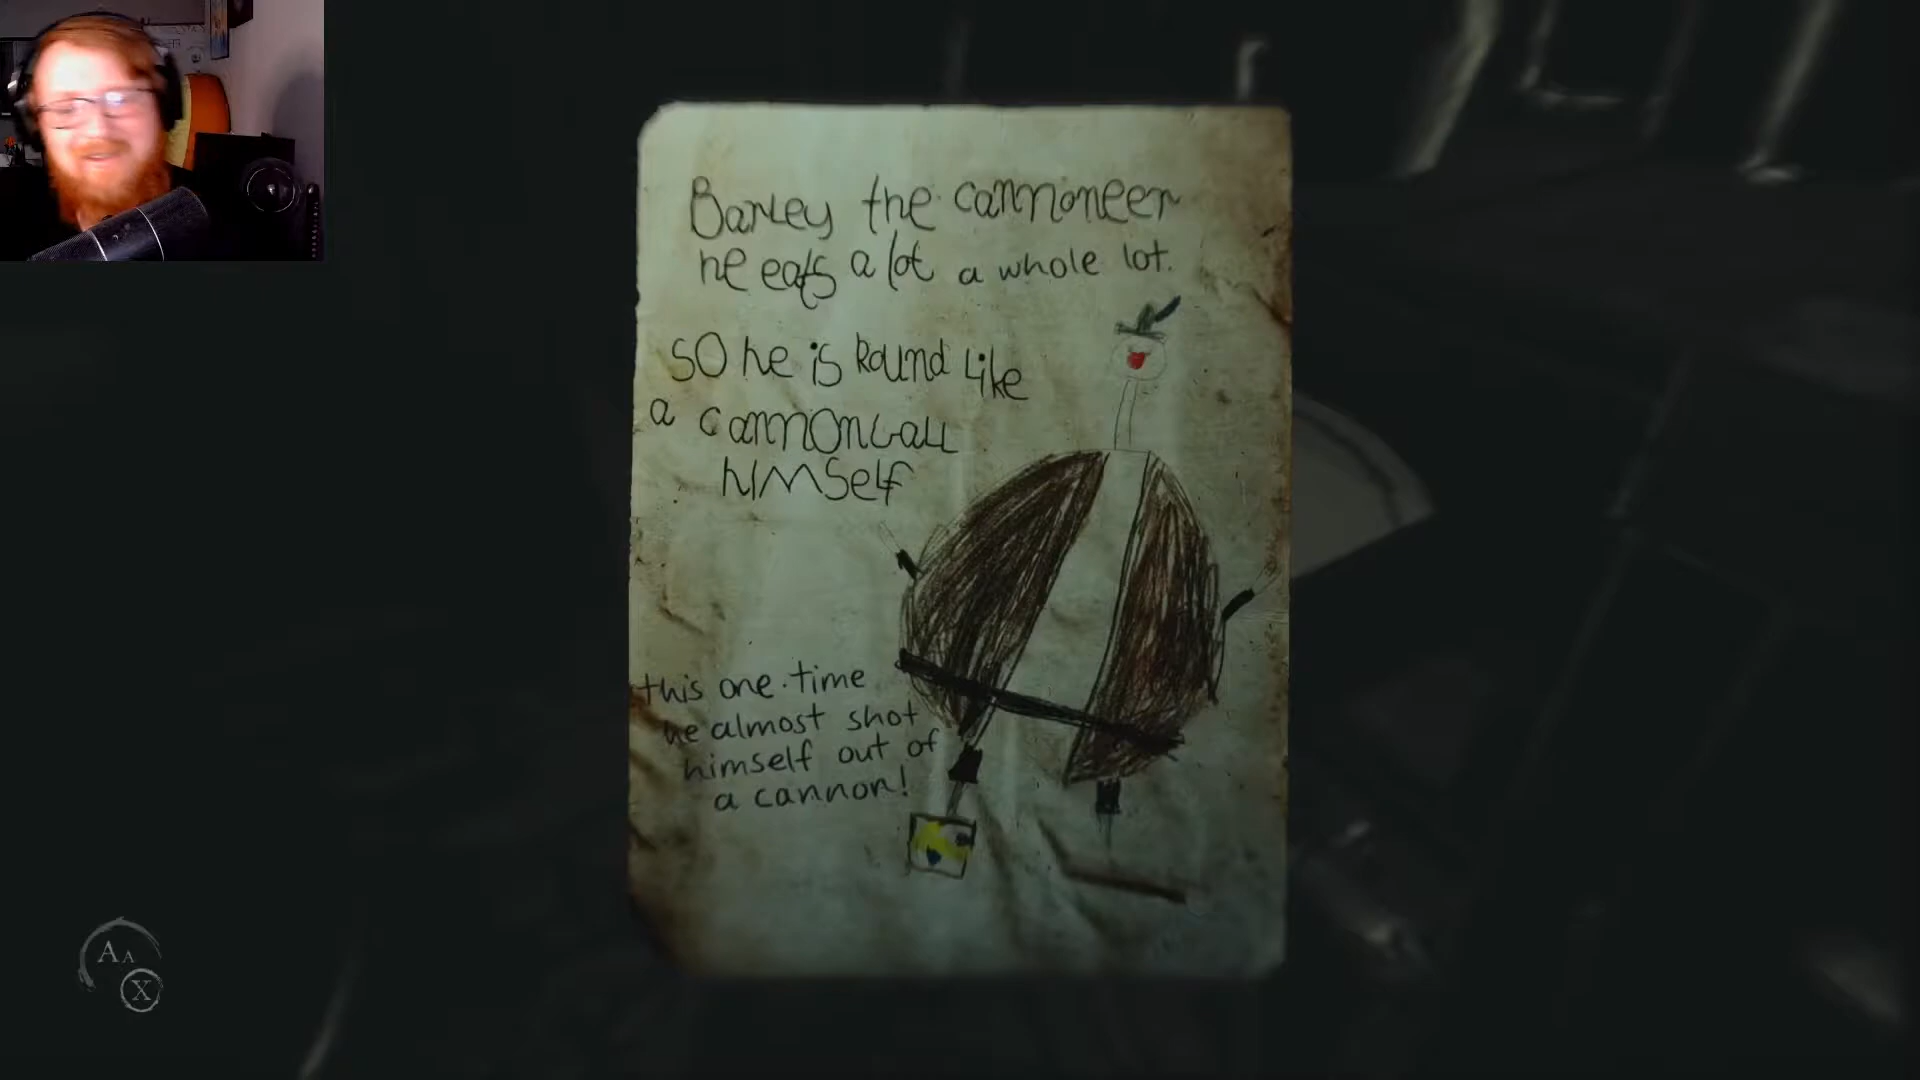 Barley the cannoneer
he eats a lot a whole lot.
so he is Round Like
a cannonball
himself
this one time
he almost shot
himself out of
a cannon!
A A
X